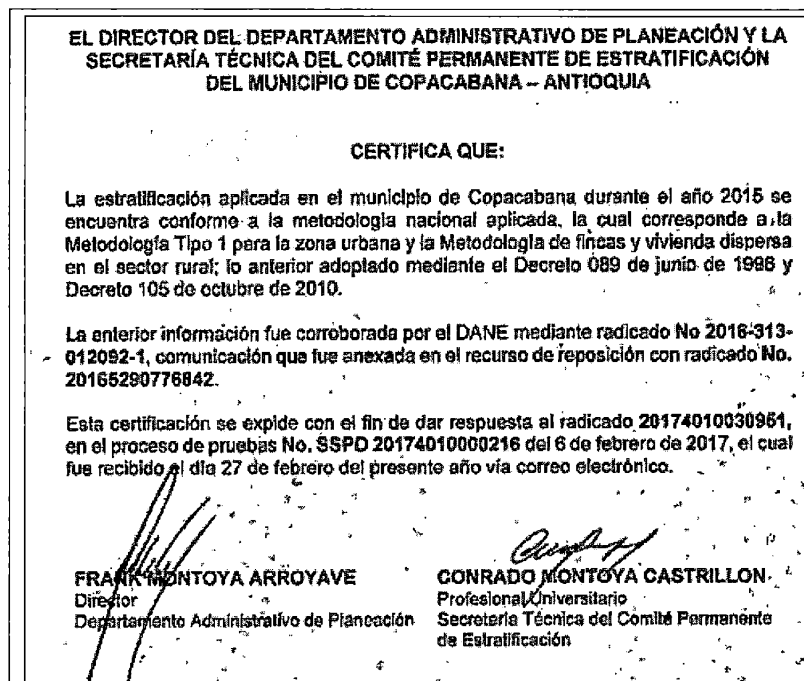 EL DIRECTOR DEL DEPARTAMENTO ADMINISTRATIVO DE PLANEACIÓN Y LA
SECRETARÍA TÉCNICA DEL COMITÉ PERMANENTE DE ESTRATIFICACIÓN
DEL MUNICIPIO DE COPACABANA – ANTIOQUIA
CERTIFICA QUE:
La estratificación aplicada en el municipio de Copacabana durante el año 2015 se
encuentra conforme a la metodología nacional aplicada, la cual corresponde a la
Metodología Tipo 1 para la zona urbana y la Metodología de fincas y vivienda dispersa
en el sector rural; lo anterior adoptado mediante el Decreto 089 de junio de 1998 y
Decreto 105 de octubre de 2010.
La anterior información fue corroborada por el DANE mediante radicado No 2016-313-
012092-1, comunicación que fue anexada en el recurso de reposición con radicado No.
20165290776842.
Esta certificación se expide con el fin de dar respuesta al radicado 20174010030961,
en el proceso de pruebas No. SSPD 20174010000216 del 6 de febrero de 2017, el cual
fue recibido el día 27 de febrero del presente año vía correo electrónico.
FRANK MONTOYA ARROYAVE
Director
Departamento Administrativo de Planeación
CONRADO MONTOYA CASTRILLON
Profesional Universitario
Secretaría Técnica del Comité Permanente
de Estratificación